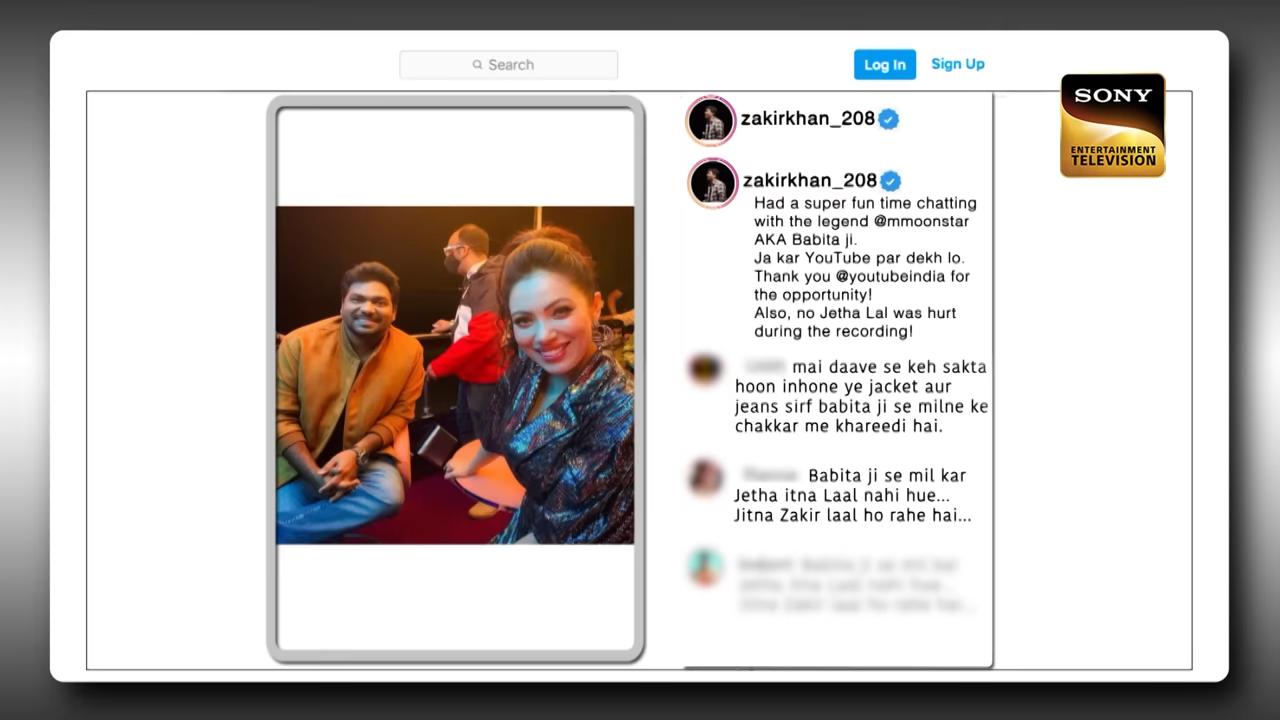 Search
Log In
Sign Up
SONY
ENTERTAINMENT
TELEVISION
zakirkhan_208
zakirkhan_208
Had a super fun time chatting
with the legend @mmoonstar
AKA Babita ji.
Ja kar YouTube par dekh lo.
Thank you @youtubeindia for
the opportunity!
Also, no Jetha Lal was hurt
during the recording!
mai daave se keh sakta
hoon inhone ye jacket aur
jeans sirf babita ji se milne ke
chakkar me khareedi hai.
Babita ji se mil kar
Jetha itna Laal nahi hue...
Jitna Zakir laal ho rahe hai...